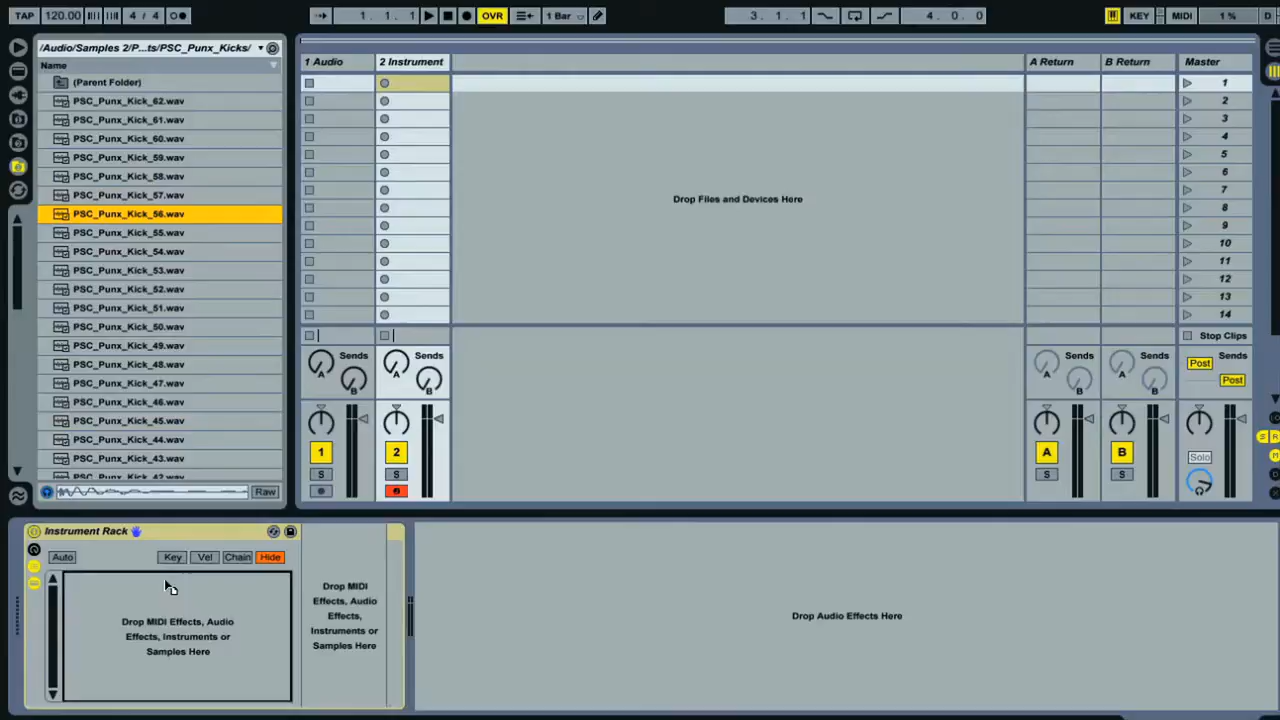 TAP 120.00 4 / 4 1. 1. 1 OVR 1 Bar 3. 1. 1 4. 0. 0 KEY MIDI 1 % D
/Audio/Samples 2/P...ts/PSC_Punx_Kicks/
Name
(Parent Folder)
PSC_Punx_Kick_62.wav
PSC_Punx_Kick_61.wav
PSC_Punx_Kick_60.wav
PSC_Punx_Kick_59.wav
PSC_Punx_Kick_58.wav
PSC_Punx_Kick_57.wav
PSC_Punx_Kick_56.wav
PSC_Punx_Kick_55.wav
PSC_Punx_Kick_54.wav
PSC_Punx_Kick_53.wav
PSC_Punx_Kick_52.wav
PSC_Punx_Kick_51.wav
PSC_Punx_Kick_50.wav
PSC_Punx_Kick_49.wav
PSC_Punx_Kick_48.wav
PSC_Punx_Kick_47.wav
PSC_Punx_Kick_46.wav
PSC_Punx_Kick_45.wav
PSC_Punx_Kick_44.wav
PSC_Punx_Kick_43.wav
PSC_Punx_Kick_42.wav
Raw
1 Audio 2 Instrument A Return B Return Master
1
2
3
4
5
6
7
8
9
10
11
12
13
14
Drop Files and Devices Here
Stop Clips
Sends Sends Sends Sends Sends
A A A A Post
B B B B Post
1 2 A B Solo
S S S S
Instrument Rack
Auto Key Vel Chain Hide
Drop MIDI Effects, Audio
Effects, Instruments or
Samples Here
Drop MIDI
Effects, Audio
Effects,
Instruments or
Samples Here
Drop Audio Effects Here